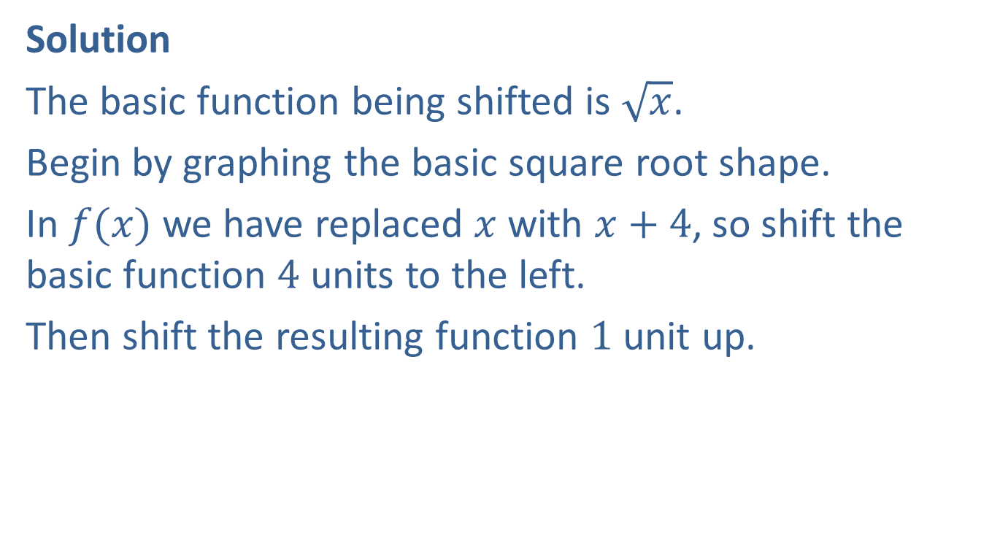 Solution
The basic function being shifted is √x.
Begin by graphing the basic square root shape.
In f(x) we have replaced x with x + 4, so shift the
basic function 4 units to the left.
Then shift the resulting function 1 unit up.